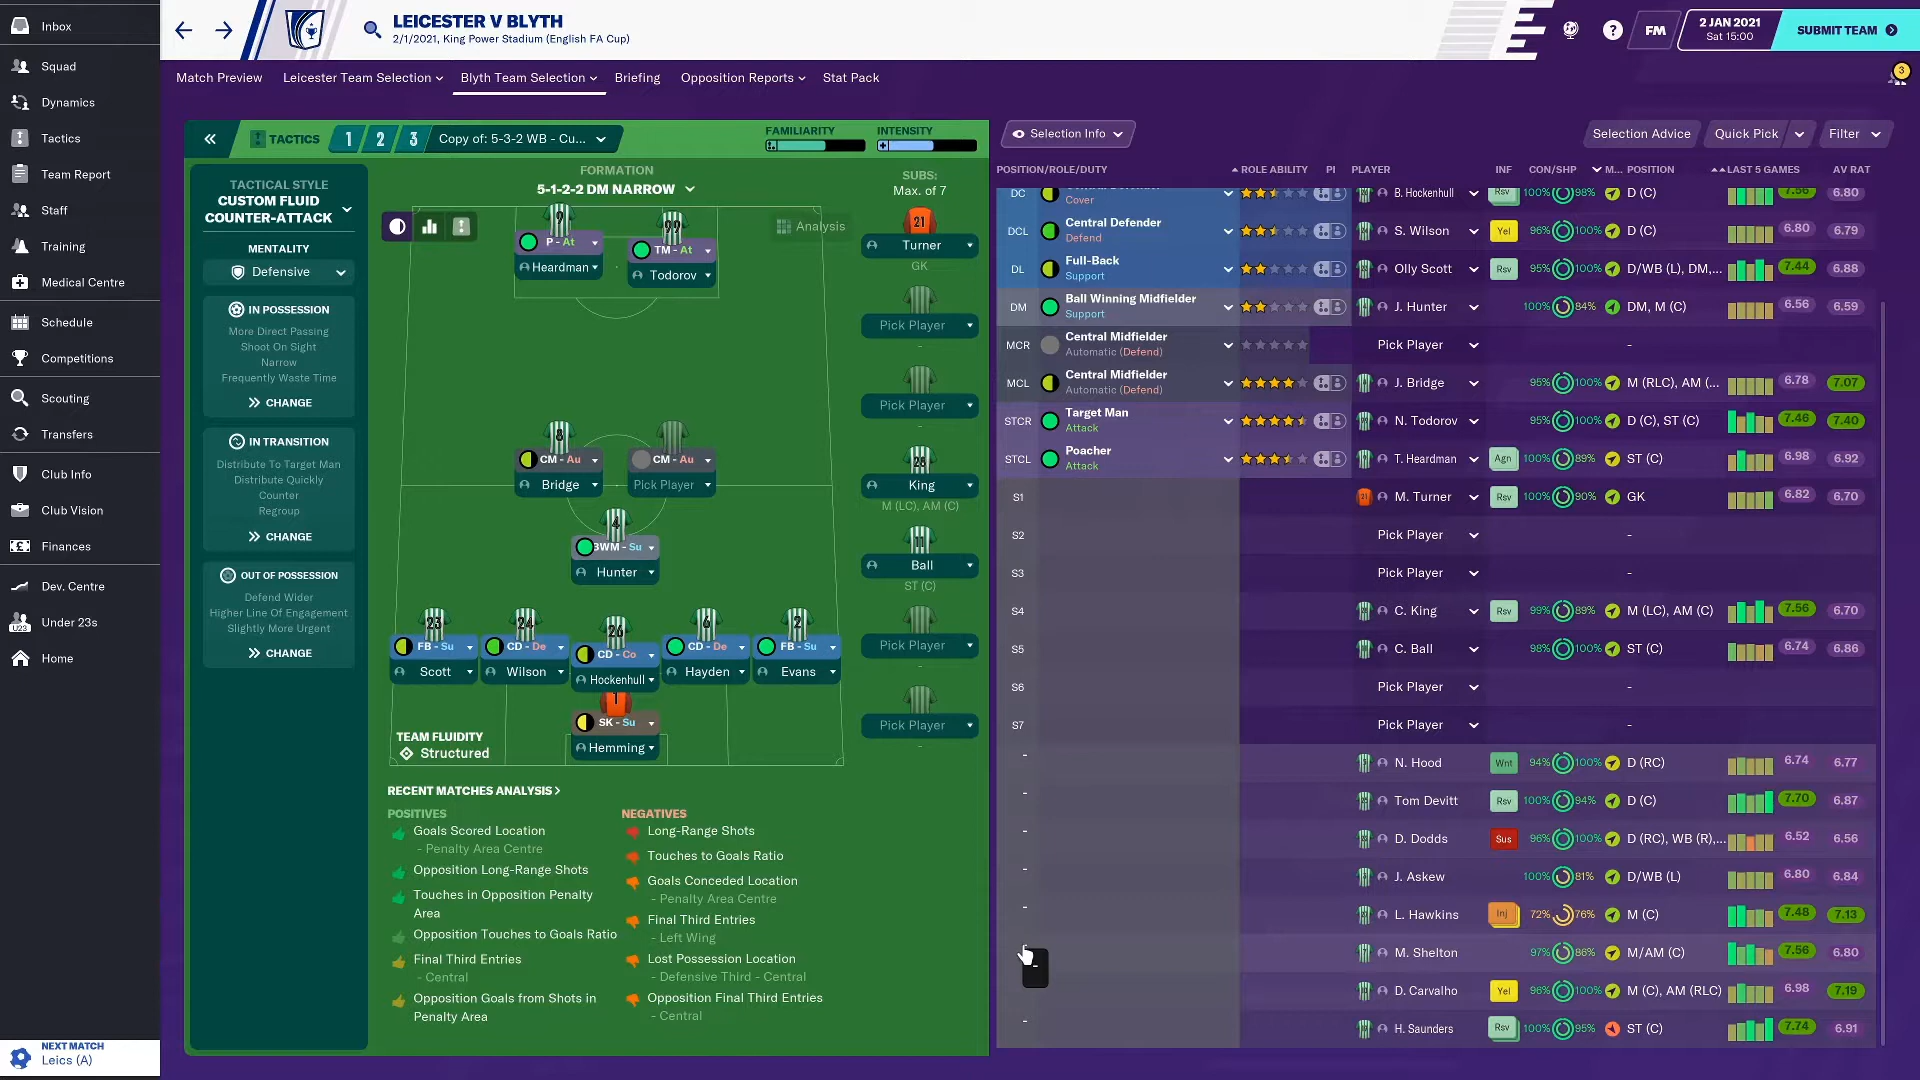 Inbox
Squad
Dynamics
Tactics
Team Report
Staff
Training
Medical Centre
Schedule
Competitions
Scouting
Transfers
Club Info
Club Vision
Finances
Dev. Centre
U23
Under 23s
Home
NEXT MATCH
Leics (A)
LEICESTER V BLYTH
2/1/2021, King Power Stadium (English FA Cup)
FM
2 JAN 2021
Sat 15:00
SUBMIT TEAM
3
Match Preview
Leicester Team Selection
Blyth Team Selection
Briefing
Opposition Reports
Stat Pack
TACTICS
1 2 3
Copy of: 5-3-2 WB - Cu...
FAMILIARITY
INTENSITY
TACTICAL STYLE
CUSTOM FLUID
COUNTER-ATTACK
MENTALITY
Defensive
IN POSSESSION
More Direct Passing
Shoot On Sight
Narrow
Frequently Waste Time
CHANGE
IN TRANSITION
Distribute To Target Man
Distribute Quickly
Counter
Regroup
CHANGE
OUT OF POSSESSION
Defend Wider
Higher Line Of Engagement
Slightly More Urgent
CHANGE
FORMATION
5-1-2-2 DM NARROW
Analysis
9
P - At
Heardman
TM - At
Todorov
8
CM - Au
Bridge
CM - Au
Pick Player
4
BWM - Su
Hunter
23
FB - Su
Scott
24
CD - De
Wilson
26
CD - Co
Hockenhull
6
CD - De
Hayden
2
FB - Su
Evans
1
SK - Su
Hemming
TEAM FLUIDITY
Structured
SUBS:
Max. of 7
21
Turner
GK
Pick Player
-
Pick Player
-
28
King
M (LC), AM (C)
11
Ball
ST (C)
Pick Player
-
Pick Player
-
RECENT MATCHES ANALYSIS >
POSITIVES
Goals Scored Location
- Penalty Area Centre
Opposition Long-Range Shots
Touches in Opposition Penalty
Area
Opposition Touches to Goals Ratio
Final Third Entries
- Central
Opposition Goals from Shots in
Penalty Area
NEGATIVES
Long-Range Shots
Touches to Goals Ratio
Goals Conceded Location
- Penalty Area Centre
Final Third Entries
- Left Wing
Lost Possession Location
- Defensive Third - Central
Opposition Final Third Entries
- Central
Selection Info
Selection Advice
Quick Pick
Filter
POSITION/ROLE/DUTY ROLE ABILITY PI PLAYER INF CON/SHP M... POSITION LAST 5 GAMES AV RAT
DC Cover B. Hockenhull Rsv 100% 98% D (C) 7.56 6.80
DCL Central Defender Defend S. Wilson Yel 96% 100% D (C) 6.80 6.79
DL Full-Back Support Olly Scott Rsv 95% 100% D/WB (L), DM,... 7.44 6.88
DM Ball Winning Midfielder Support J. Hunter 100% 84% DM, M (C) 6.56 6.59
MCR Central Midfielder Automatic (Defend) Pick Player -
MCL Central Midfielder Automatic (Defend) J. Bridge 95% 100% M (RLC), AM (... 6.78 7.07
STCR Target Man Attack N. Todorov 95% 100% D (C), ST (C) 7.46 7.40
STCL Poacher Attack T. Heardman Agn 100% 89% ST (C) 6.98 6.92
S1 M. Turner Rsv 100% 90% GK 6.82 6.70
S2 Pick Player -
S3 Pick Player -
S4 C. King Rsv 99% 89% M (LC), AM (C) 7.56 6.70
S5 C. Ball 98% 100% ST (C) 6.74 6.86
S6 Pick Player -
S7 Pick Player -
- N. Hood Wnt 94% 100% D (RC) 6.74 6.77
- Tom Devitt Rsv 100% 94% D (C) 7.70 6.87
- D. Dodds Sus 96% 100% D (RC), WB (R),... 6.52 6.56
- J. Askew 100% 81% D/WB (L) 6.80 6.84
- L. Hawkins Inj 72% 76% M (C) 7.48 7.13
- M. Shelton 97% 86% M/AM (C) 7.56 6.80
D. Carvalho Yel 96% 100% M (C), AM (RLC) 6.98 7.19
- H. Saunders Rsv 100% 95% ST (C) 7.74 6.91